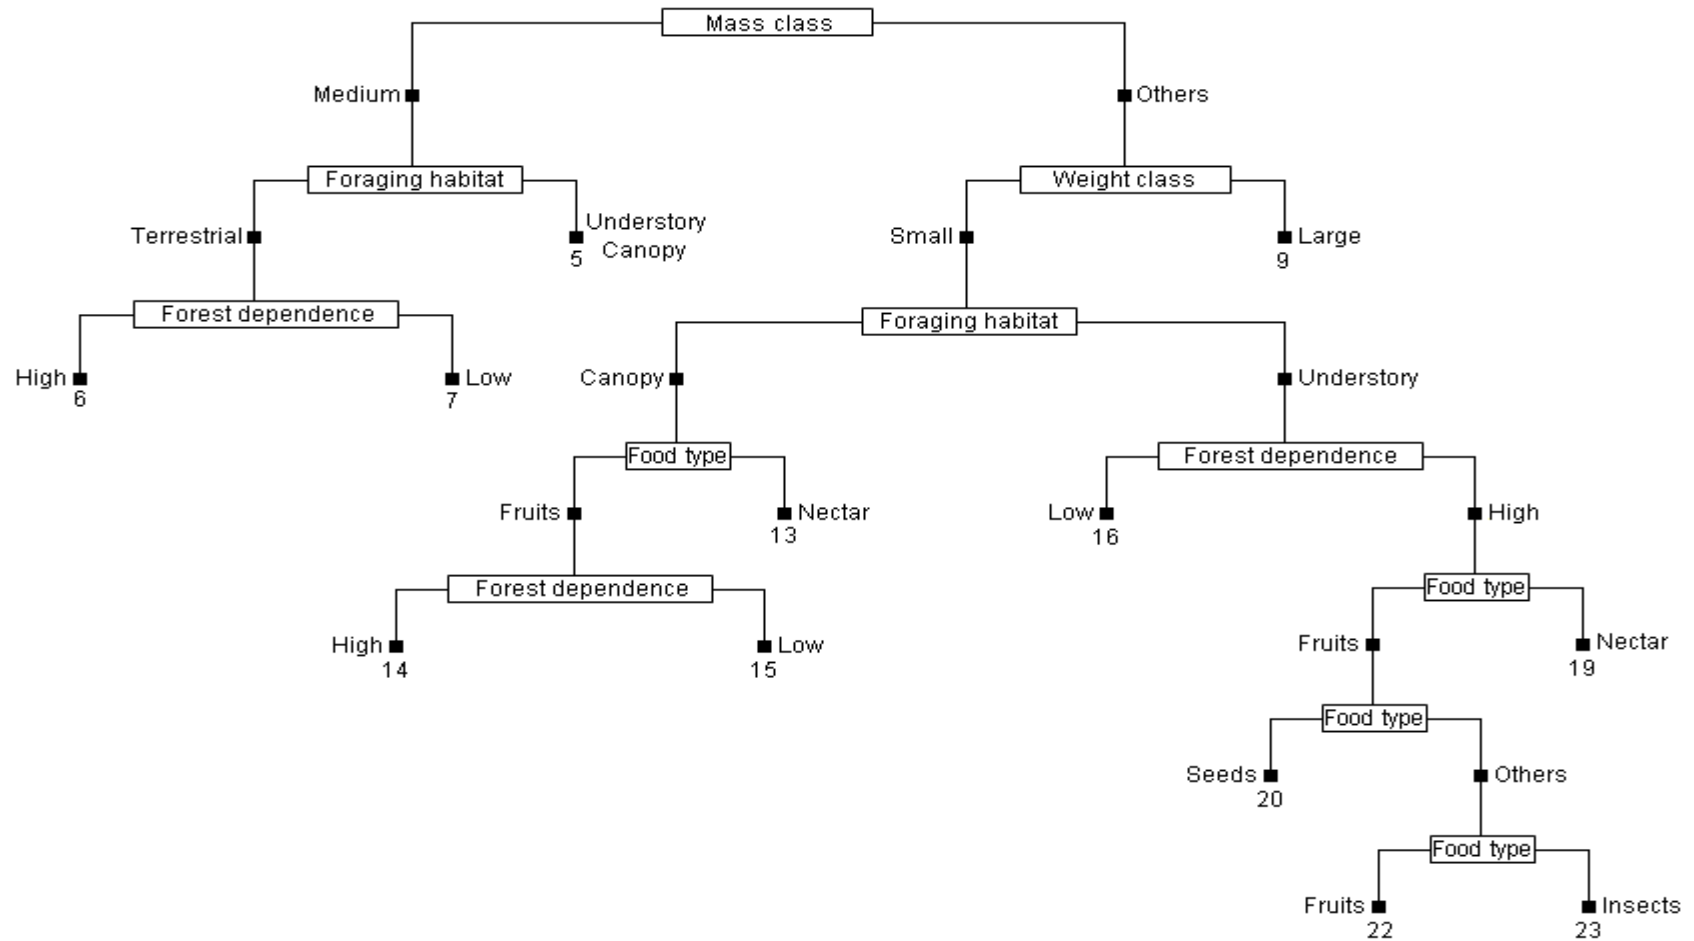 Mass class
Medium
Others
Foraging habitat
Weight class
Terrestrial
Understory
Canopy
5
Small
Large
9
Forest dependence
Foraging habitat
High
6
Low
7
Canopy
Understory
Food type
Forest dependence
Fruits
Nectar
13
Low
16
High
Forest dependence
Food type
High
14
Low
15
Fruits
Nectar
19
Food type
Seeds
20
Others
Food type
Fruits
22
Insects
23